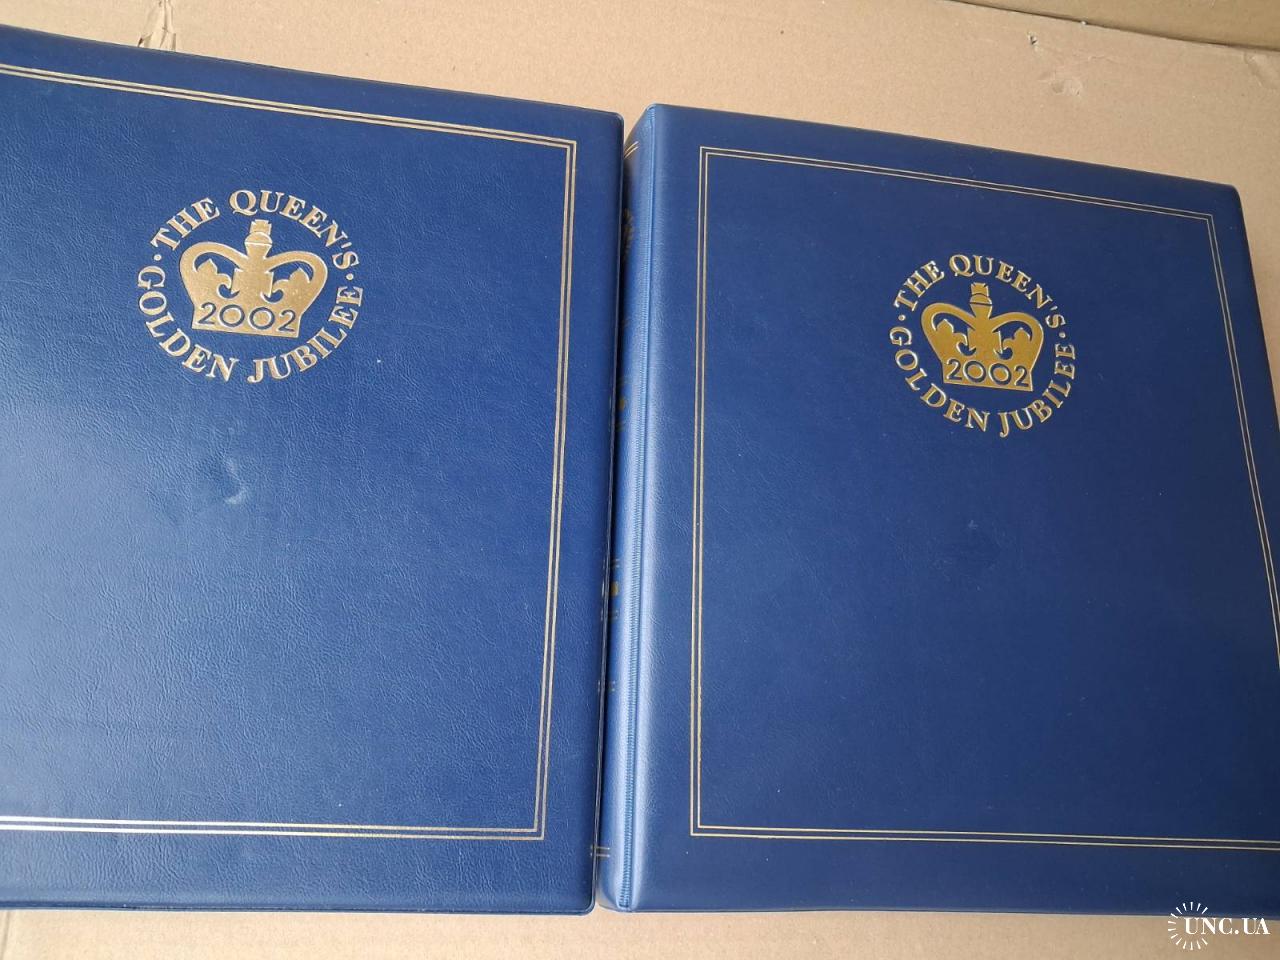 · THE QUEEN'S ·
2002
GOLDEN JUBILEE
· THE QUEEN'S ·
2002
GOLDEN JUBILEE
UNC.UA